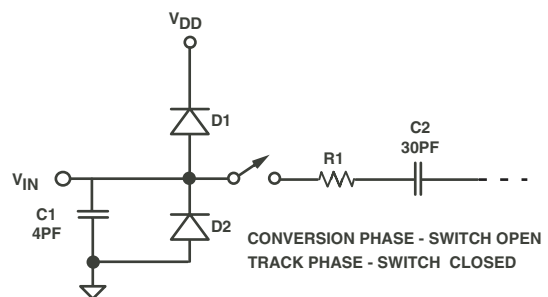 VDD
D1
C2
30PF
R1
VIN
C1
4PF
D2
CONVERSION PHASE - SWITCH OPEN
TRACK PHASE - SWITCH CLOSED